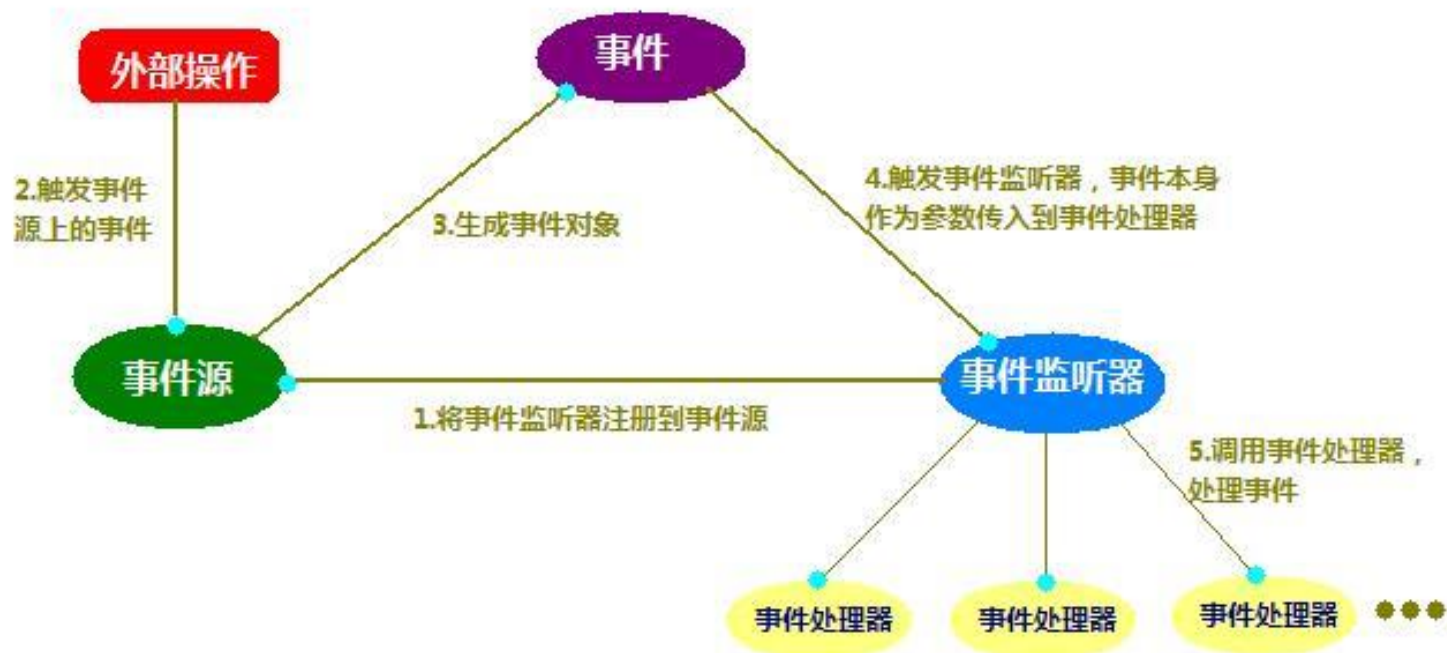 外部操作
事件
2.触发事件
源上的事件
3.生成事件对象
4.触发事件监听器，事件本身
作为参数传入到事件处理器
事件源
事件监听器
1.将事件监听器注册到事件源
5.调用事件处理器，
处理事件
事件处理器
事件处理器
事件处理器